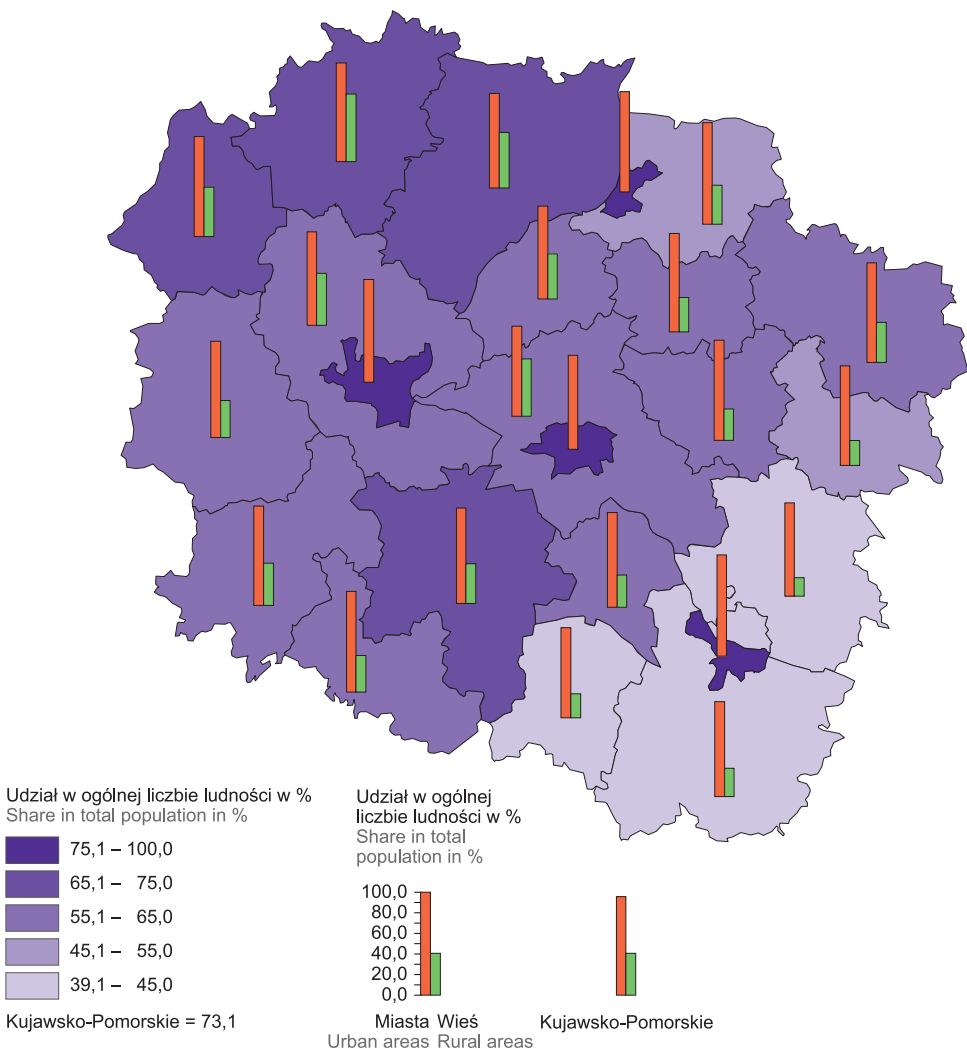 Udział w ogólnej liczbie ludności w %
Share in total population in %
75,1 – 100,0
65,1 – 75,0
55,1 – 65,0
45,1 – 55,0
39,1 – 45,0
Kujawsko-Pomorskie = 73,1
Udział w ogólnej
liczbie ludności w %
Share in total
population in %
100,0
80,0
60,0
40,0
20,0
0,0
Miasta Wieś
Urban areas Rural areas
Kujawsko-Pomorskie